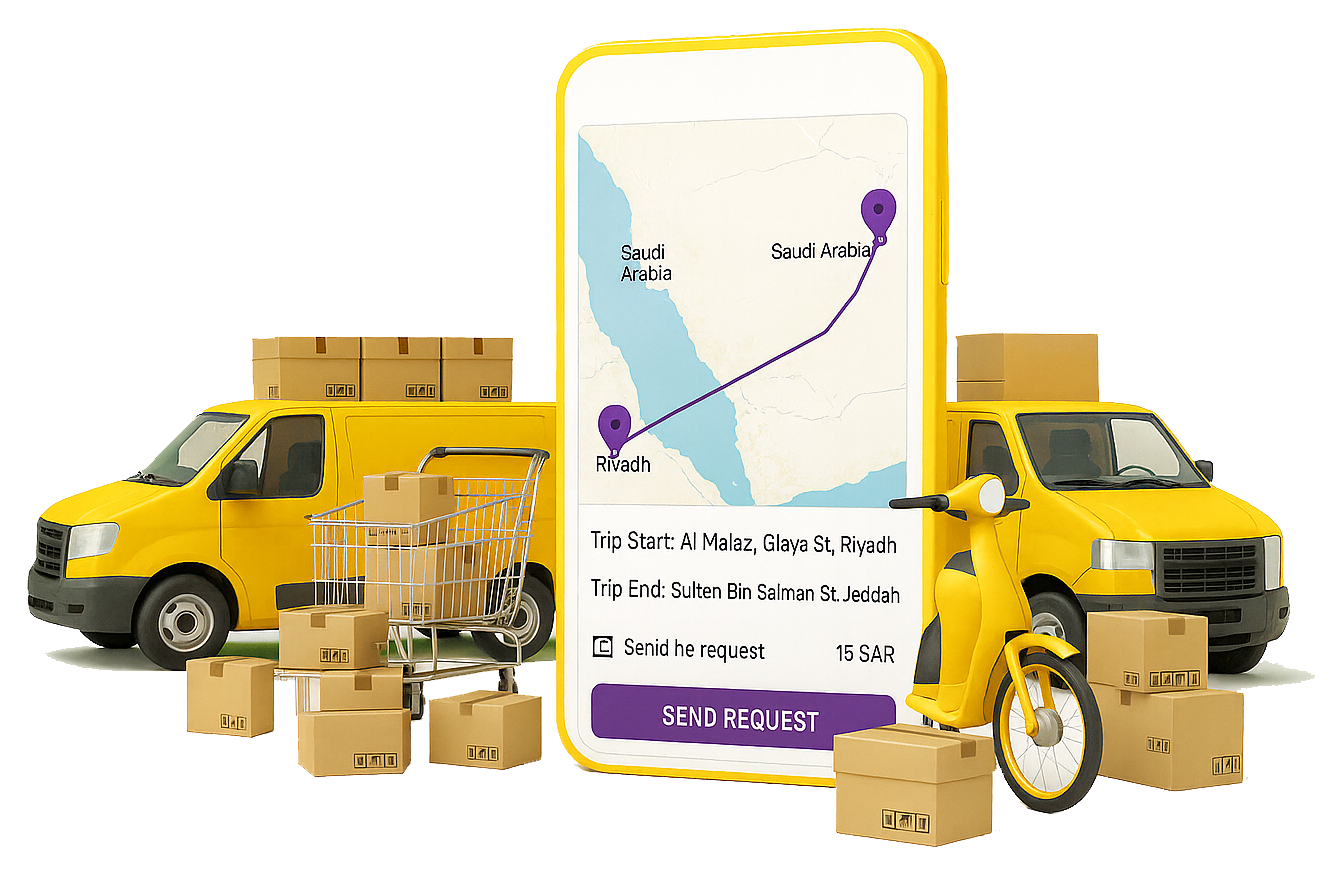 Saudi
Arabia
Saudi Arabia
Rivadh
Trip Start: Al Malaz, Glaya St, Riyadh
Trip End: Sulten Bin Salman St. Jeddah
Senid he request
15 SAR
SEND REQUEST